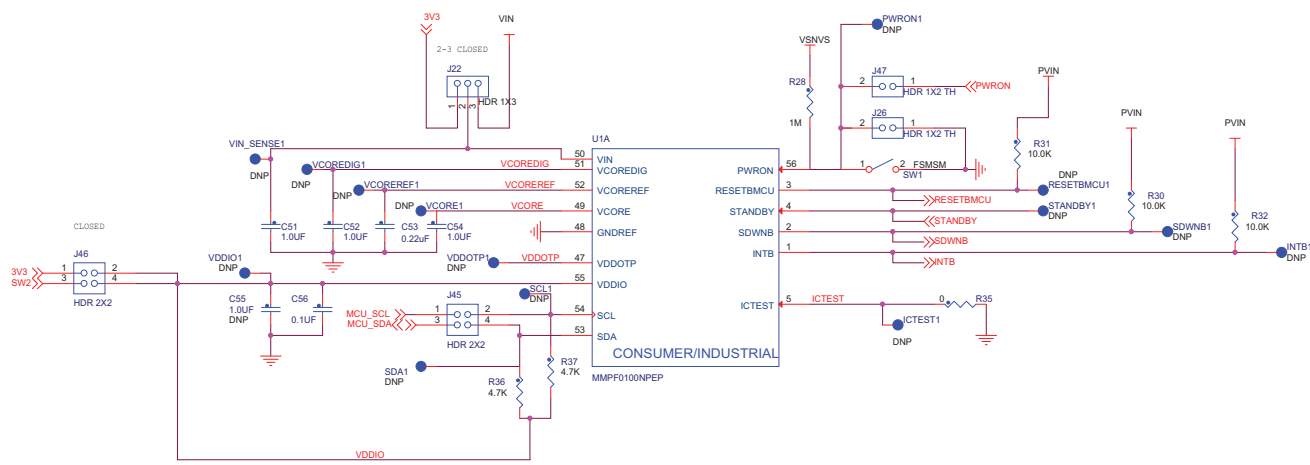 3V3
VIN
2-3 CLOSED
J22
HDR 1X3
1
2
3
VIN_SENSE1
DNP
VCOREDIG1
DNP
VCOREDIG
VCOREREF1
DNP
VCOREREF
VCORE1
DNP
VCORE
C51
1.0UF
C52
1.0UF
C53
0.22uF
C54
1.0UF
CLOSED
J46
3V3
SW2
1
3
2
4
HDR 2X2
VDDIO1
DNP
C55
1.0UF
DNP
C56
0.1UF
VDDOTP1
DNP
VDDOTP
SCL1
DNP
MCU_SCL
MCU_SDA
J45
1
3
2
4
HDR 2X2
SDA1
DNP
R36
4.7K
R37
4.7K
VDDIO
U1A
50
VIN
51
VCOREDIG
52
VCOREREF
49
VCORE
48
GNDREF
47
VDDOTP
55
VDDIO
54
SCL
53
SDA
PWRON
56
RESETBMCU
3
STANDBY
4
SDWNB
2
INTB
1
ICTEST
5
CONSUMER/INDUSTRIAL
MMPF0100NPEP
VSNVS
R28
1M
PWRON1
DNP
J47
2
1
HDR 1X2 TH
PWRON
J26
2
1
HDR 1X2 TH
1
2
FSMSM
SW1
PVIN
R31
10.0K
DNP
RESETBMCU1
RESETBMCU
STANDBY1
DNP
STANDBY
PVIN
R30
10.0K
SDWNB1
DNP
SDWNB
PVIN
R32
10.0K
INTB1
DNP
INTB
ICTEST
0
R35
ICTEST1
DNP